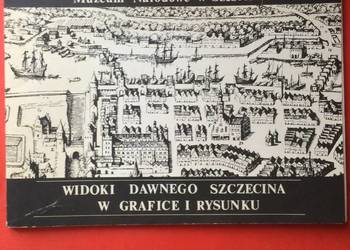 Muzeum Narodowe w
WIDOKI DAWNEGO SZCZECINA
W GRAFICE I RYSUNKU